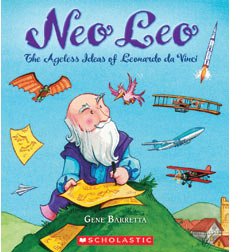 Neo Leo
The Ageless Ideas of Leonardo da Vinci
GENE BARRETTA
SCHOLASTIC